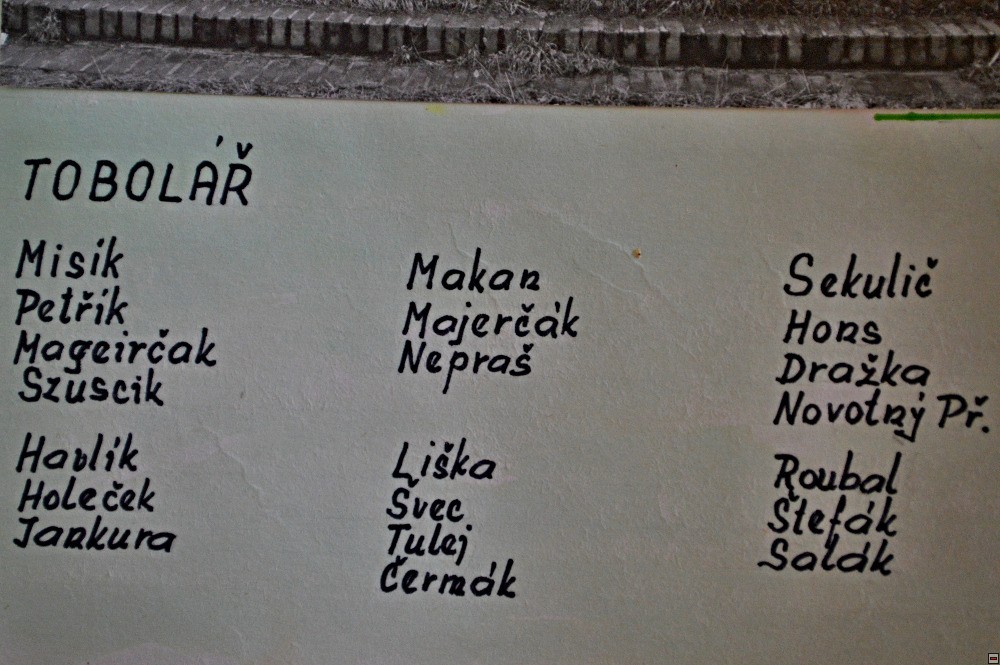 TOBOLÁŘ
Misík
Petřík
Mageirčak
Szuscik
Havlík
Holeček
Jankura
Makan
Majerčák
Nepraš
Liška
Švec
Tulej
Čermák
Sekulič
Hons
Dražka
Novotný Př.
Roubal
Štefák
Salák